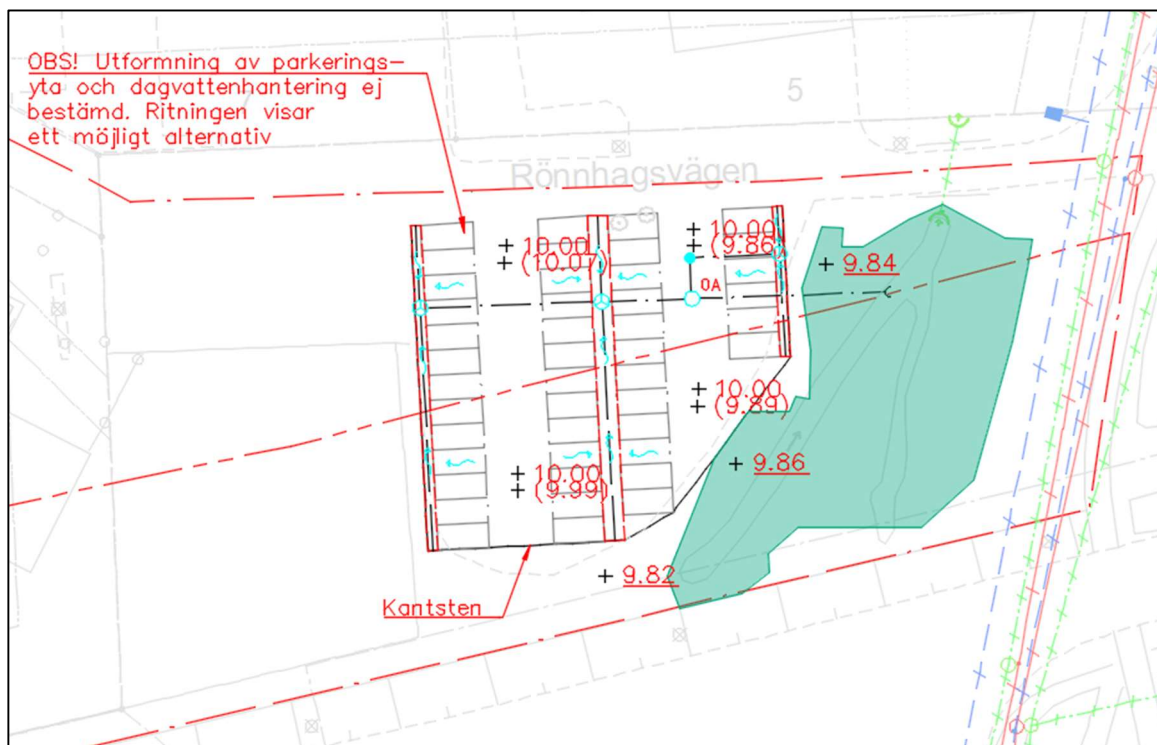 OBS! Utformning av parkerings–
yta och dagvattenhantering ej
bestämd. Ritningen visar
ett möjligt alternativ
5
Rönnhagsvägen
+ 10.00
+ (10.07)
+ 10.00
+ (9.86)
+ 9.84
OA
+ 10.00
+ (9.89)
+ 9.86
+ 10.00
+ (9.99)
+ 9.82
Kantsten